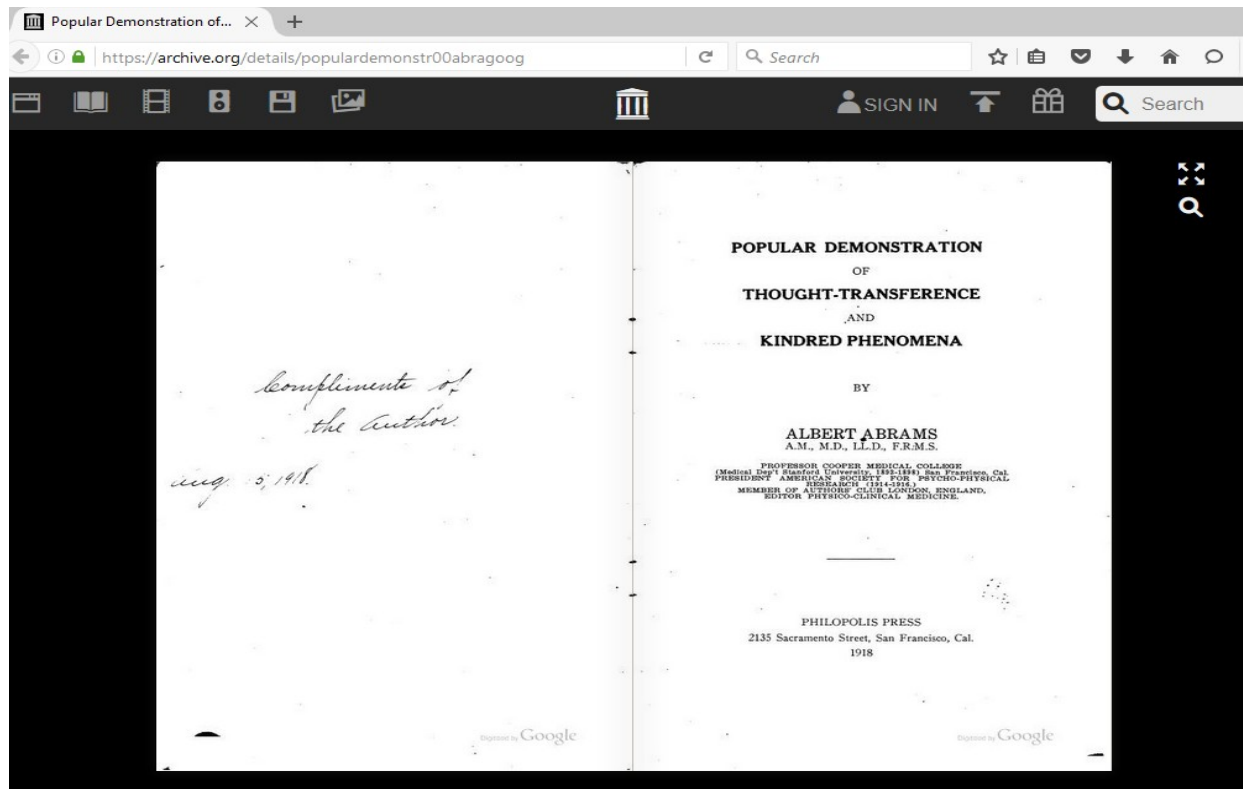 Popular Demonstration of...
https://archive.org/details/populardemonstr00abragoog
Search
SIGN IN
Search
Compliments of
the Author.
Aug. 5, 1918.
Digitized by Google
POPULAR DEMONSTRATION
OF
THOUGHT-TRANSFERENCE
AND
KINDRED PHENOMENA
BY
ALBERT ABRAMS
A.M., M.D., LL.D., F.R.M.S.
PROFESSOR COOPER MEDICAL COLLEGE
(Medical Dep't Stanford University, 1893-1898) San Francisco, Cal.
PRESIDENT AMERICAN SOCIETY FOR PSYCHO-PHYSICAL
RESEARCH (1914-1916.)
MEMBER OF AUTHORS' CLUB LONDON, ENGLAND,
EDITOR PHYSICO-CLINICAL MEDICINE.
PHILOPOLIS PRESS
2135 Sacramento Street, San Francisco, Cal.
1918
Digitized by Google